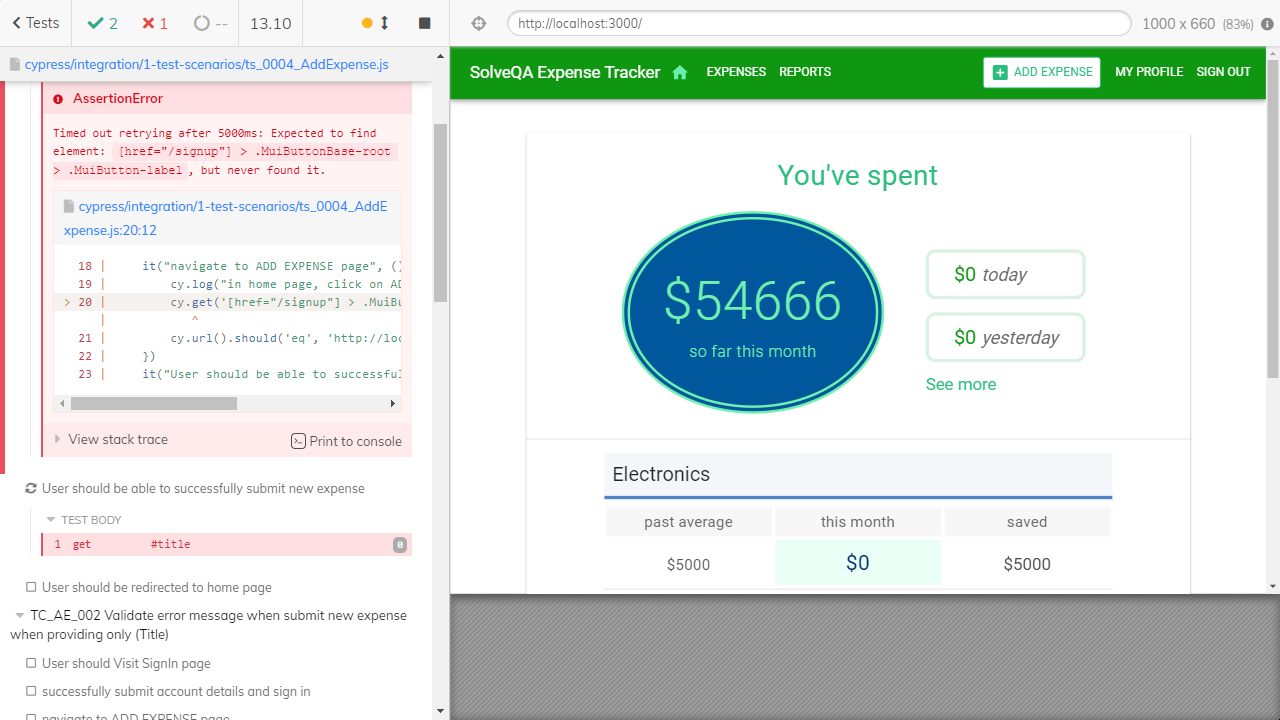 Tests
2
1
--
13.10
http://localhost:3000/
1000 x 660 (83%)
cypress/integration/1-test-scenarios/ts_0004_AddExpense.js
AssertionError
Timed out retrying after 5000ms: Expected to find
element: [href="/signup"] > .MuiButtonBase-root
> .MuiButton-label, but never found it.
cypress/integration/1-test-scenarios/ts_0004_AddE
xpense.js:20:12
18 | it("navigate to ADD EXPENSE page", ()
19 | cy.log("in home page, click on AD
> 20 | cy.get('[href="/signup"] > .MuiBu
| ^
21 | cy.url().should('eq', 'http://loc
22 | })
23 | it("User should be able to successful
View stack trace
Print to console
User should be able to successfully submit new expense
TEST BODY
1 get #title 0
User should be redirected to home page
TC_AE_002 Validate error message when submit new expense
when providing only (Title)
User should Visit SignIn page
successfully submit account details and sign in
navigate to ADD EXPENSE page
SolveQA Expense Tracker
EXPENSES
REPORTS
ADD EXPENSE
MY PROFILE
SIGN OUT
You've spent
$54666
so far this month
$0 today
$0 yesterday
See more
Electronics
past average
this month
saved
$5000
$0
$5000